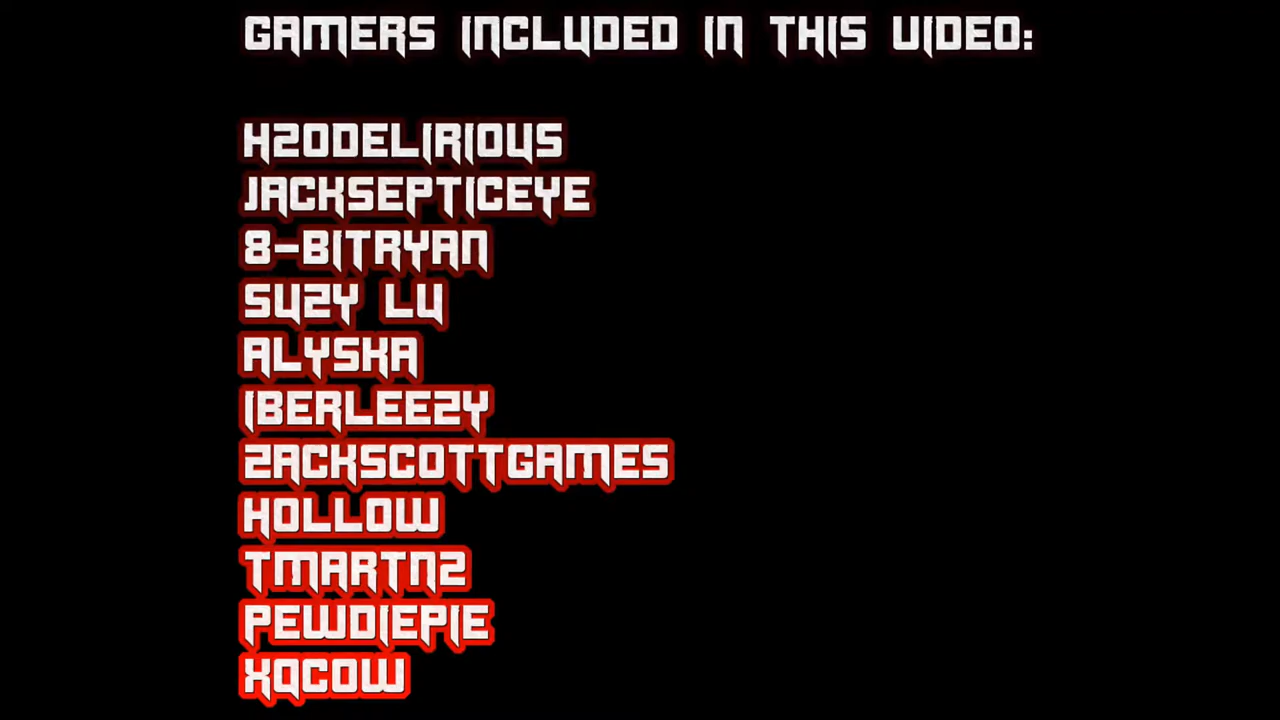 GAMERS INCLUDED IN THIS VIDEO:
H2ODELIRIOUS
JACKSEPTICEYE
8-BITRYAN
SUZY LU
ALYSKA
IBERLEEZY
ZACKSCOTTGAMES
HOLLOW
TMARTN2
PEWDIEPIE
XQCOW